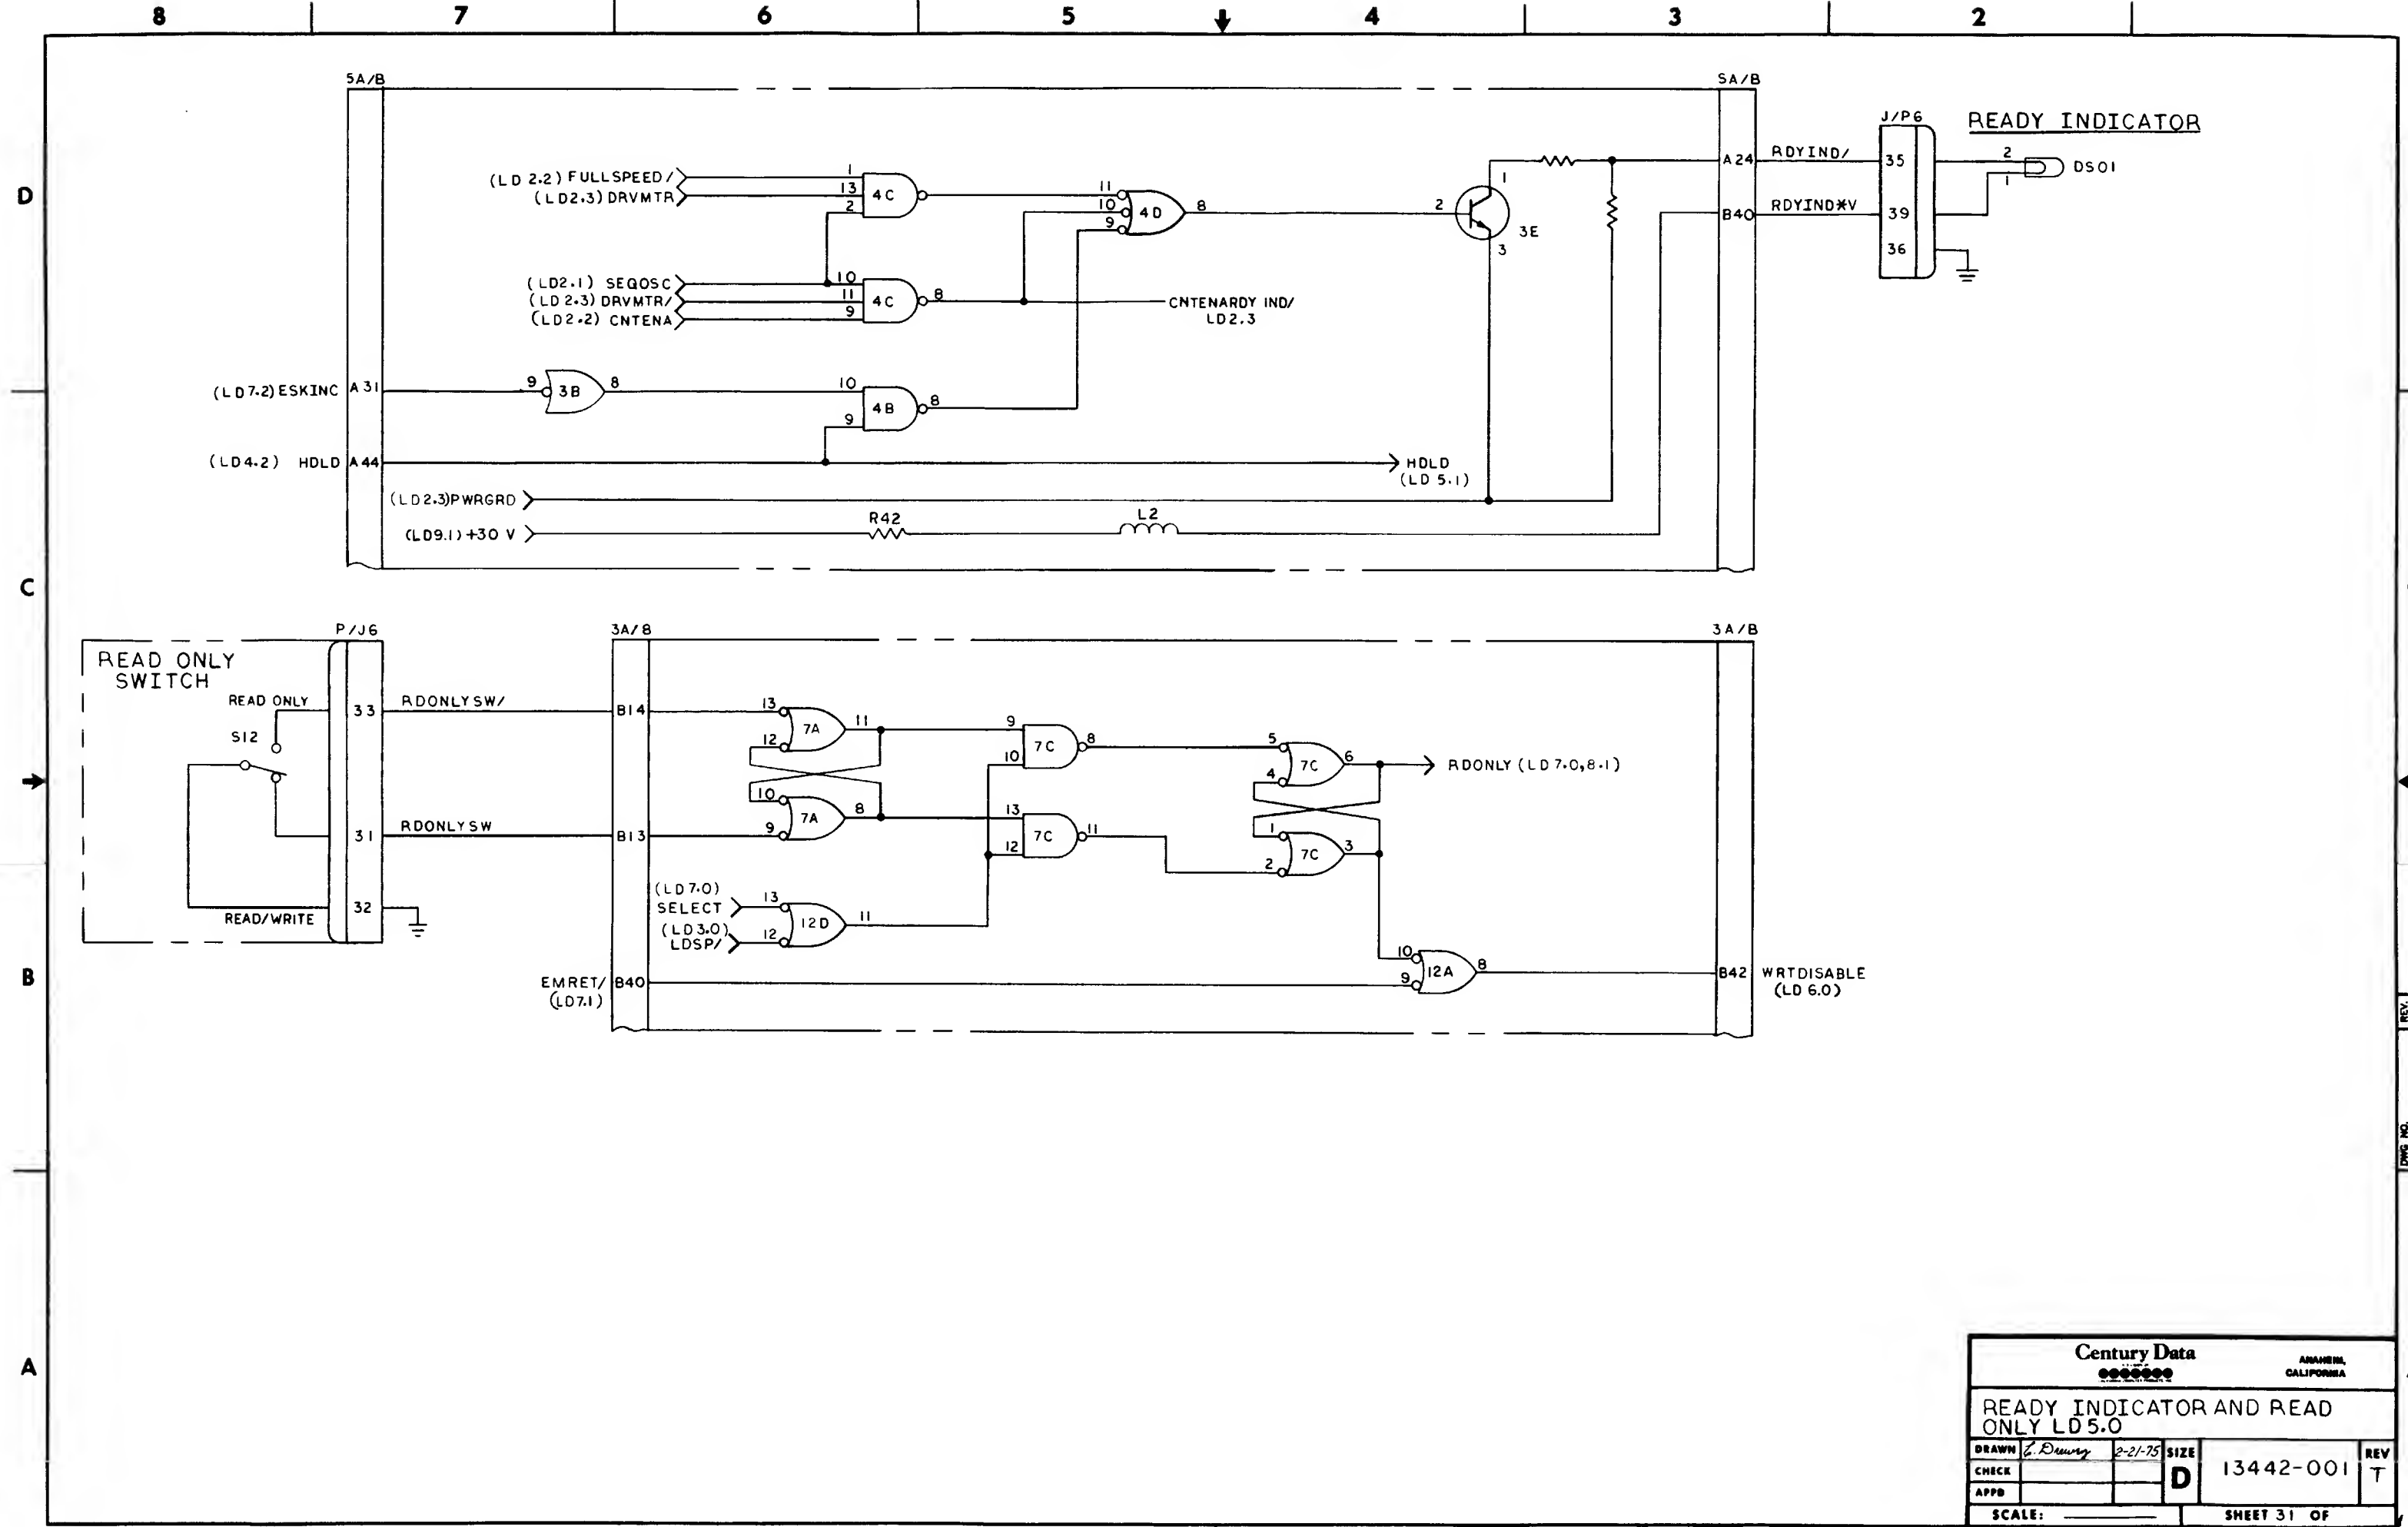 8 7 6 5 4 3 2
D
C
B
A
5A/B
5A/B
J/P6
READY INDICATOR
(LD 2.2) FULLSPEED/
(LD2.3) DRVMTR
1
13
2
4C
11
10
9
4D
8
2
1
3
3E
A24
RDYIND/
35
2
1
DS01
B40
RDYIND*V
39
36
(LD2.1) SEQOSC
(LD 2.3) DRVMTR/
(LD2.2) CNTENA
10
11
9
4C
8
CNTENARDY IND/
LD2.3
(LD7.2) ESKINC
A31
9
3B
8
10
9
4B
8
(LD4.2) HDLD
A44
HDLD
(LD 5.1)
(LD2.3)PWRGRD
(LD9.1)+30 V
R42
L2
READ ONLY
SWITCH
P/J6
3A/8
3A/B
READ ONLY
33
RDONLYSW/
B14
S12
13
12
7A
11
9
10
7C
8
5
4
7C
6
RDONLY (LD 7.0,8.1)
31
RDONLYSW
B13
10
9
7A
8
13
12
7C
11
1
2
7C
3
READ/WRITE
32
(LD7.0)
SELECT
(LD3.0)
LDSP/
13
12
12D
11
EMRET/
(LD7.1)
B40
10
9
12A
8
B42
WRTDISABLE
(LD 6.0)
REV.
DWG NO.
Century Data
ANAHEIM,
CALIFORNIA
READY INDICATOR AND READ
ONLY LD5.0
DRAWN
2-21-75
SIZE
D
13442-001
REV
T
CHECK
APPD
SCALE:
SHEET 31 OF